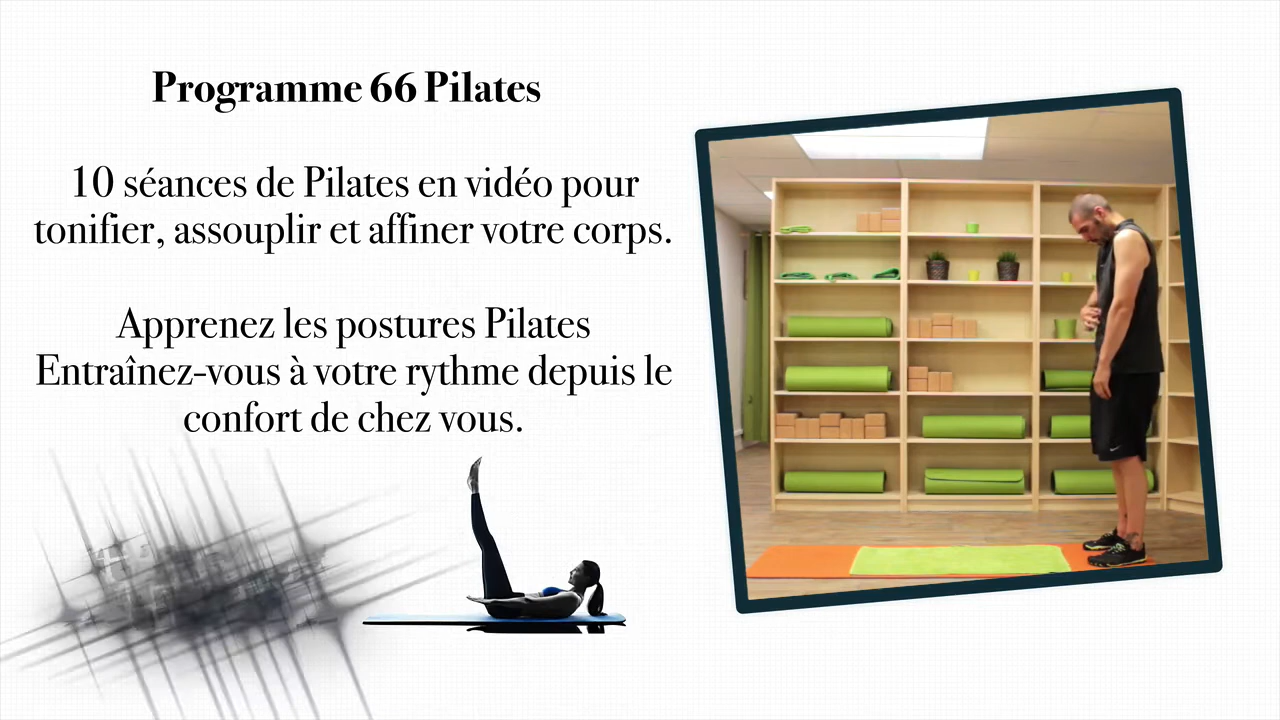 Programme 66 Pilates
10 séances de Pilates en vidéo pour
tonifier, assouplir et affiner votre corps.
Apprenez les postures Pilates
Entraînez-vous à votre rythme depuis le
confort de chez vous.